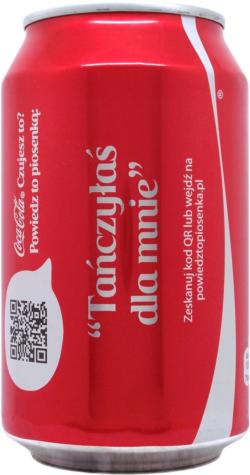 Coca-Cola® Czujesz to?
Powiedz to piosenką:
“Tańczyłaś
dla mnie”
Zeskanuj kod QR lub wejdź na
powiedztopiosenka.pl
®